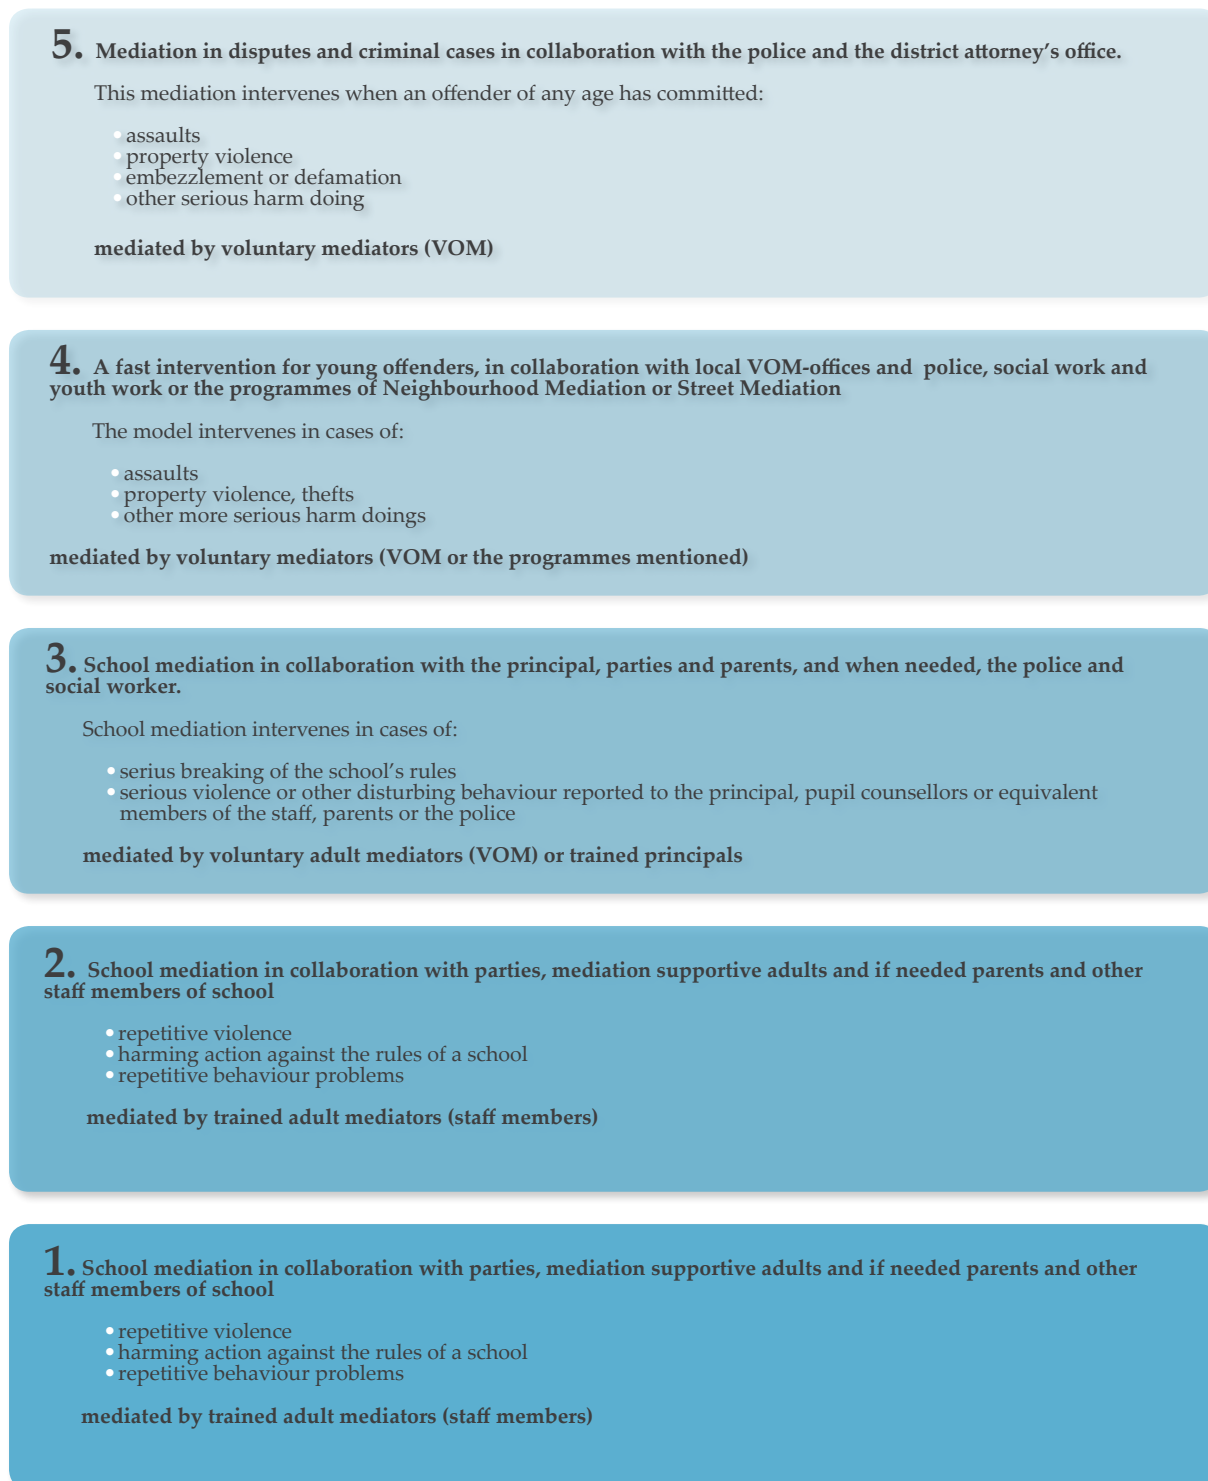 5. Mediation in disputes and criminal cases in collaboration with the police and the district attorney's office.
This mediation intervenes when an offender of any age has committed:
• assaults
• property violence
• embezzlement or defamation
• other serious harm doing
mediated by voluntary mediators (VOM)
4. A fast intervention for young offenders, in collaboration with local VOM-offices and police, social work and
youth work or the programmes of Neighbourhood Mediation or Street Mediation
The model intervenes in cases of:
• assaults
• property violence, thefts
• other more serious harm doings
mediated by voluntary mediators (VOM or the programmes mentioned)
3. School mediation in collaboration with the principal, parties and parents, and when needed, the police and
social worker.
School mediation intervenes in cases of:
• serius breaking of the school's rules
• serious violence or other disturbing behaviour reported to the principal, pupil counsellors or equivalent
members of the staff, parents or the police
mediated by voluntary adult mediators (VOM) or trained principals
2. School mediation in collaboration with parties, mediation supportive adults and if needed parents and other
staff members of school
• repetitive violence
• harming action against the rules of a school
• repetitive behaviour problems
mediated by trained adult mediators (staff members)
1. School mediation in collaboration with parties, mediation supportive adults and if needed parents and other
staff members of school
• repetitive violence
• harming action against the rules of a school
• repetitive behaviour problems
mediated by trained adult mediators (staff members)